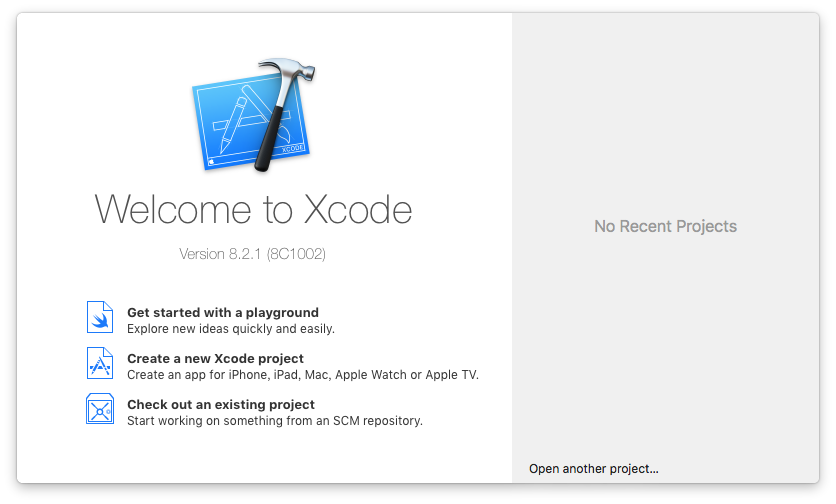 XCODE
Welcome to Xcode
Version 8.2.1 (8C1002)
Get started with a playground
Explore new ideas quickly and easily.
Create a new Xcode project
Create an app for iPhone, iPad, Mac, Apple Watch or Apple TV.
Check out an existing project
Start working on something from an SCM repository.
No Recent Projects
Open another project...